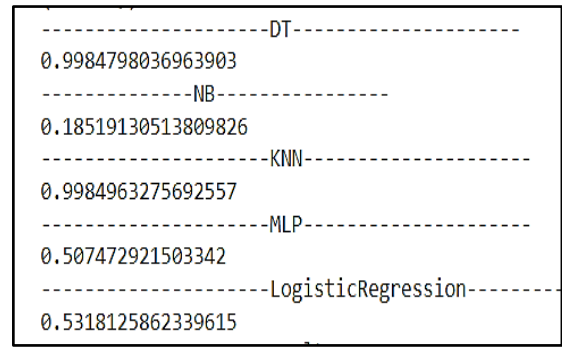 ---------------------DT---------------------
0.9984798036963903
--------------NB----------------
0.18519130513809826
---------------------KNN---------------------
0.9984963275692557
---------------------MLP---------------------
0.507472921503342
---------------------LogisticRegression---------
0.5318125862339615